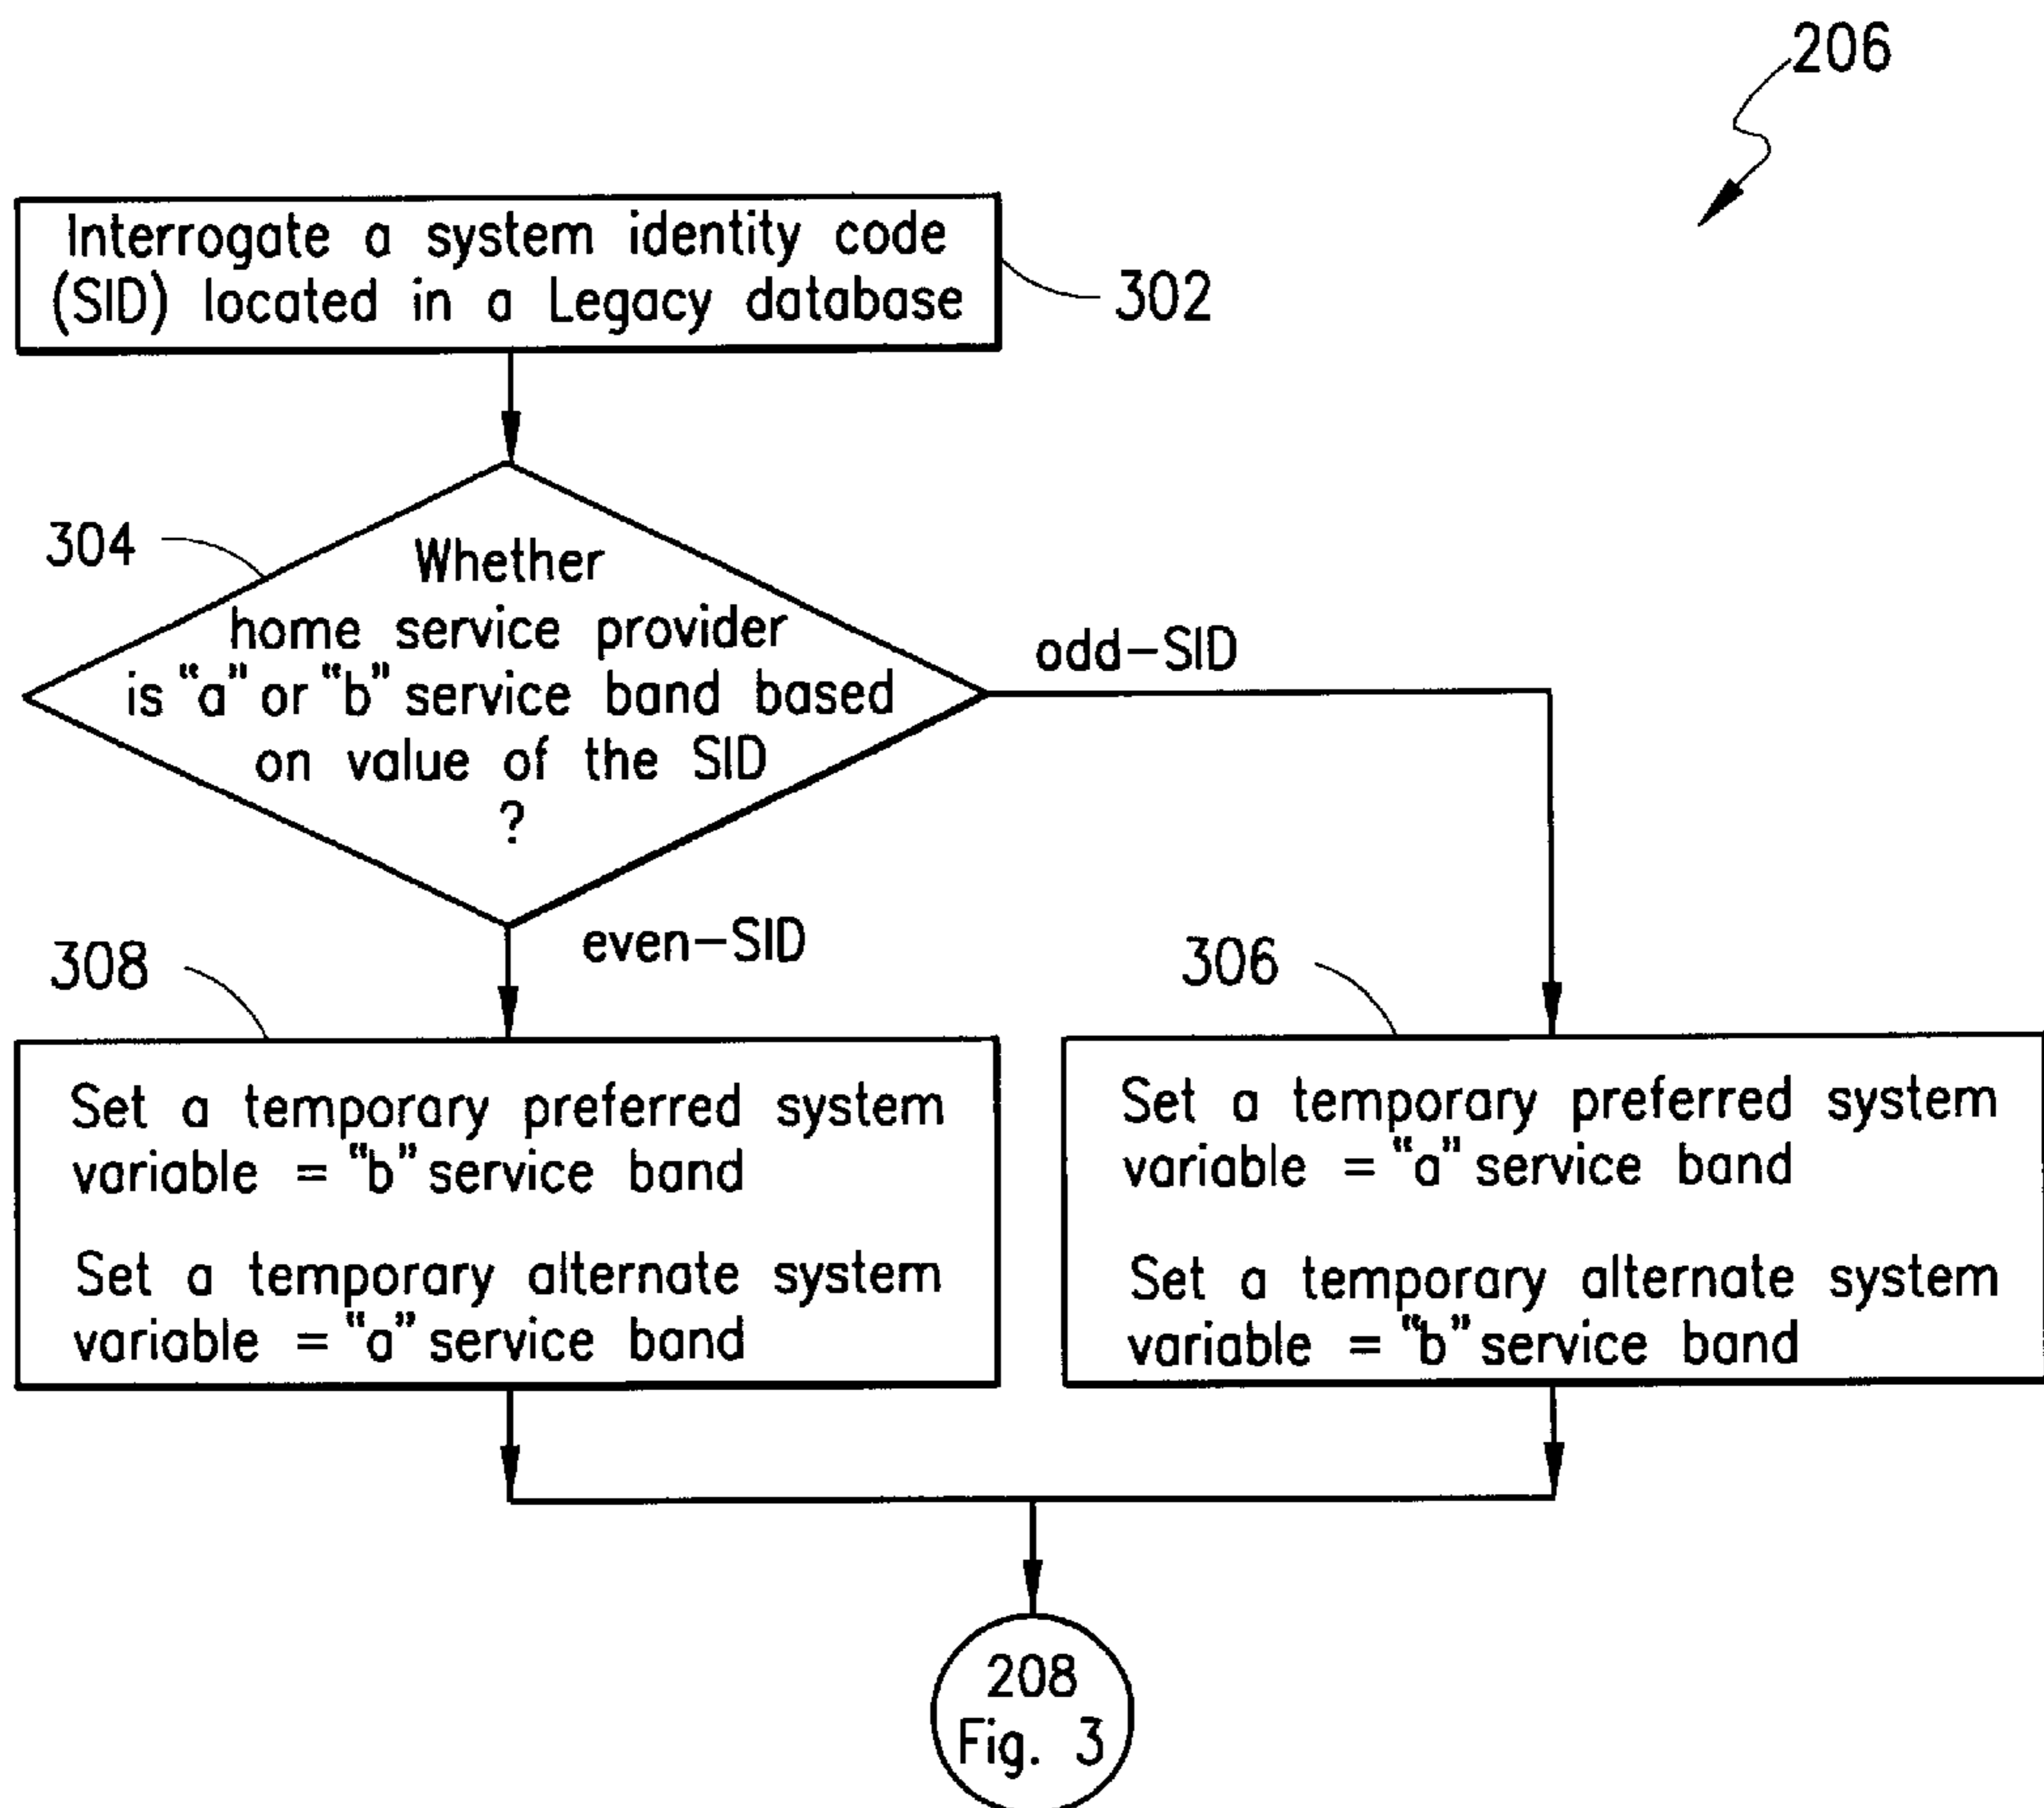 206
Interrogate a system identity code
(SID) located in a Legacy database
302
304
Whether
home service provider
is "a" or "b" service band based
on value of the SID
?
odd-SID
even-SID
308
306
Set a temporary preferred system
variable = "b" service band
Set a temporary alternate system
variable = "a" service band
Set a temporary preferred system
variable = "a" service band
Set a temporary alternate system
variable = "b" service band
208
Fig. 3